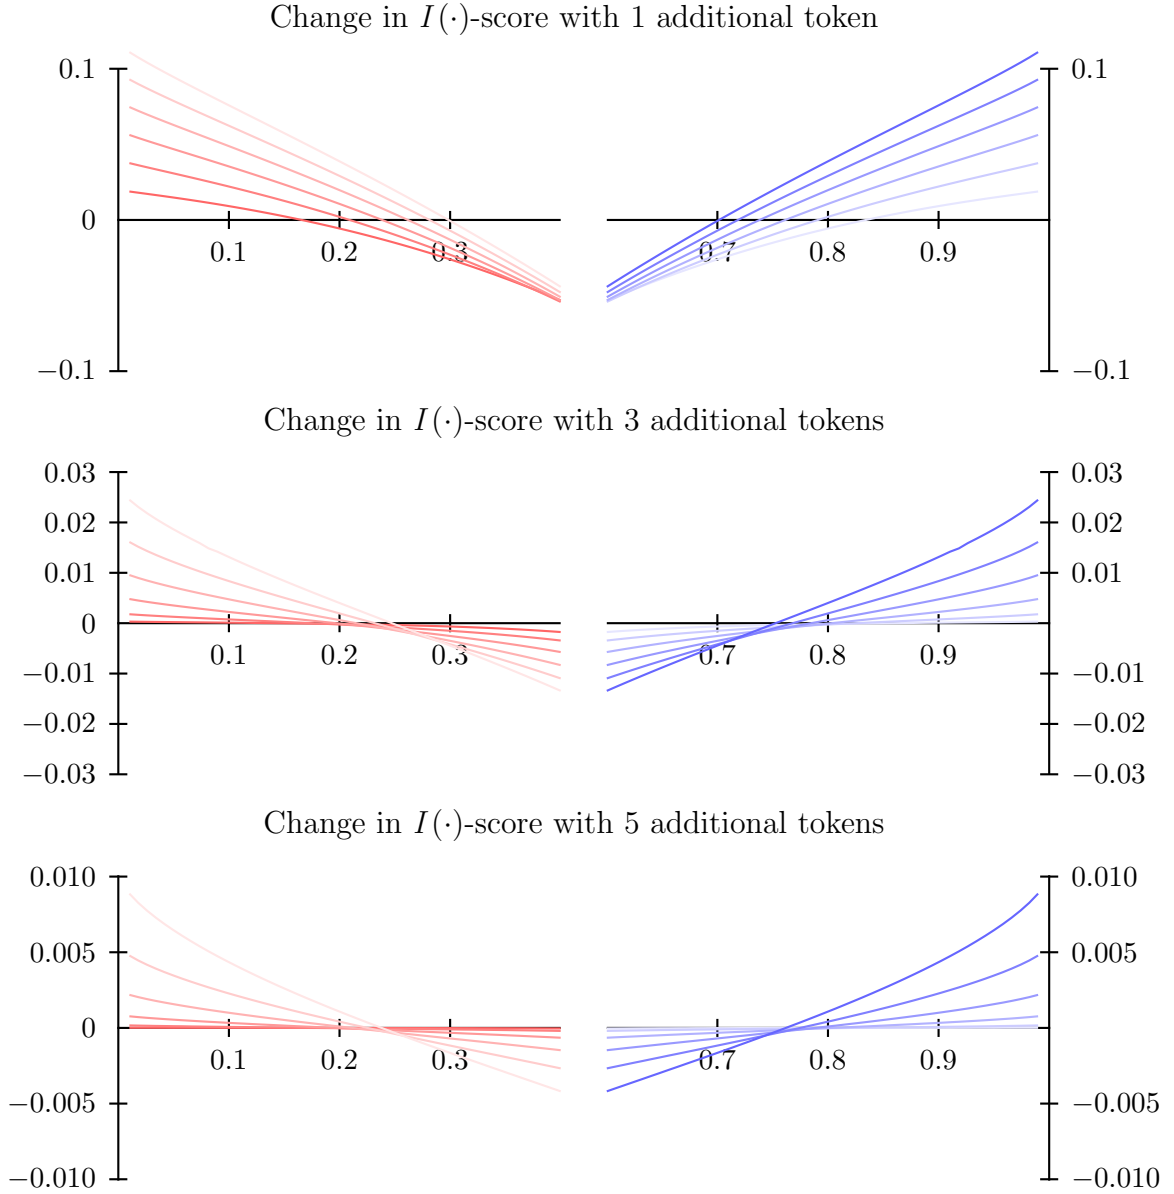 Change in I(·)-score with 1 additional token
0.1 0.1
0 0
0.1 0.2 0.3 0.7 0.8 0.9
−0.1 −0.1
Change in I(·)-score with 3 additional tokens
0.03 0.03
0.02 0.02
0.01 0.01
0 0
0.1 0.2 0.3 0.7 0.8 0.9
−0.01 −0.01
−0.02 −0.02
−0.03 −0.03
Change in I(·)-score with 5 additional tokens
0.010 0.010
0.005 0.005
0 0
0.1 0.2 0.3 0.7 0.8 0.9
−0.005 −0.005
−0.010 −0.010